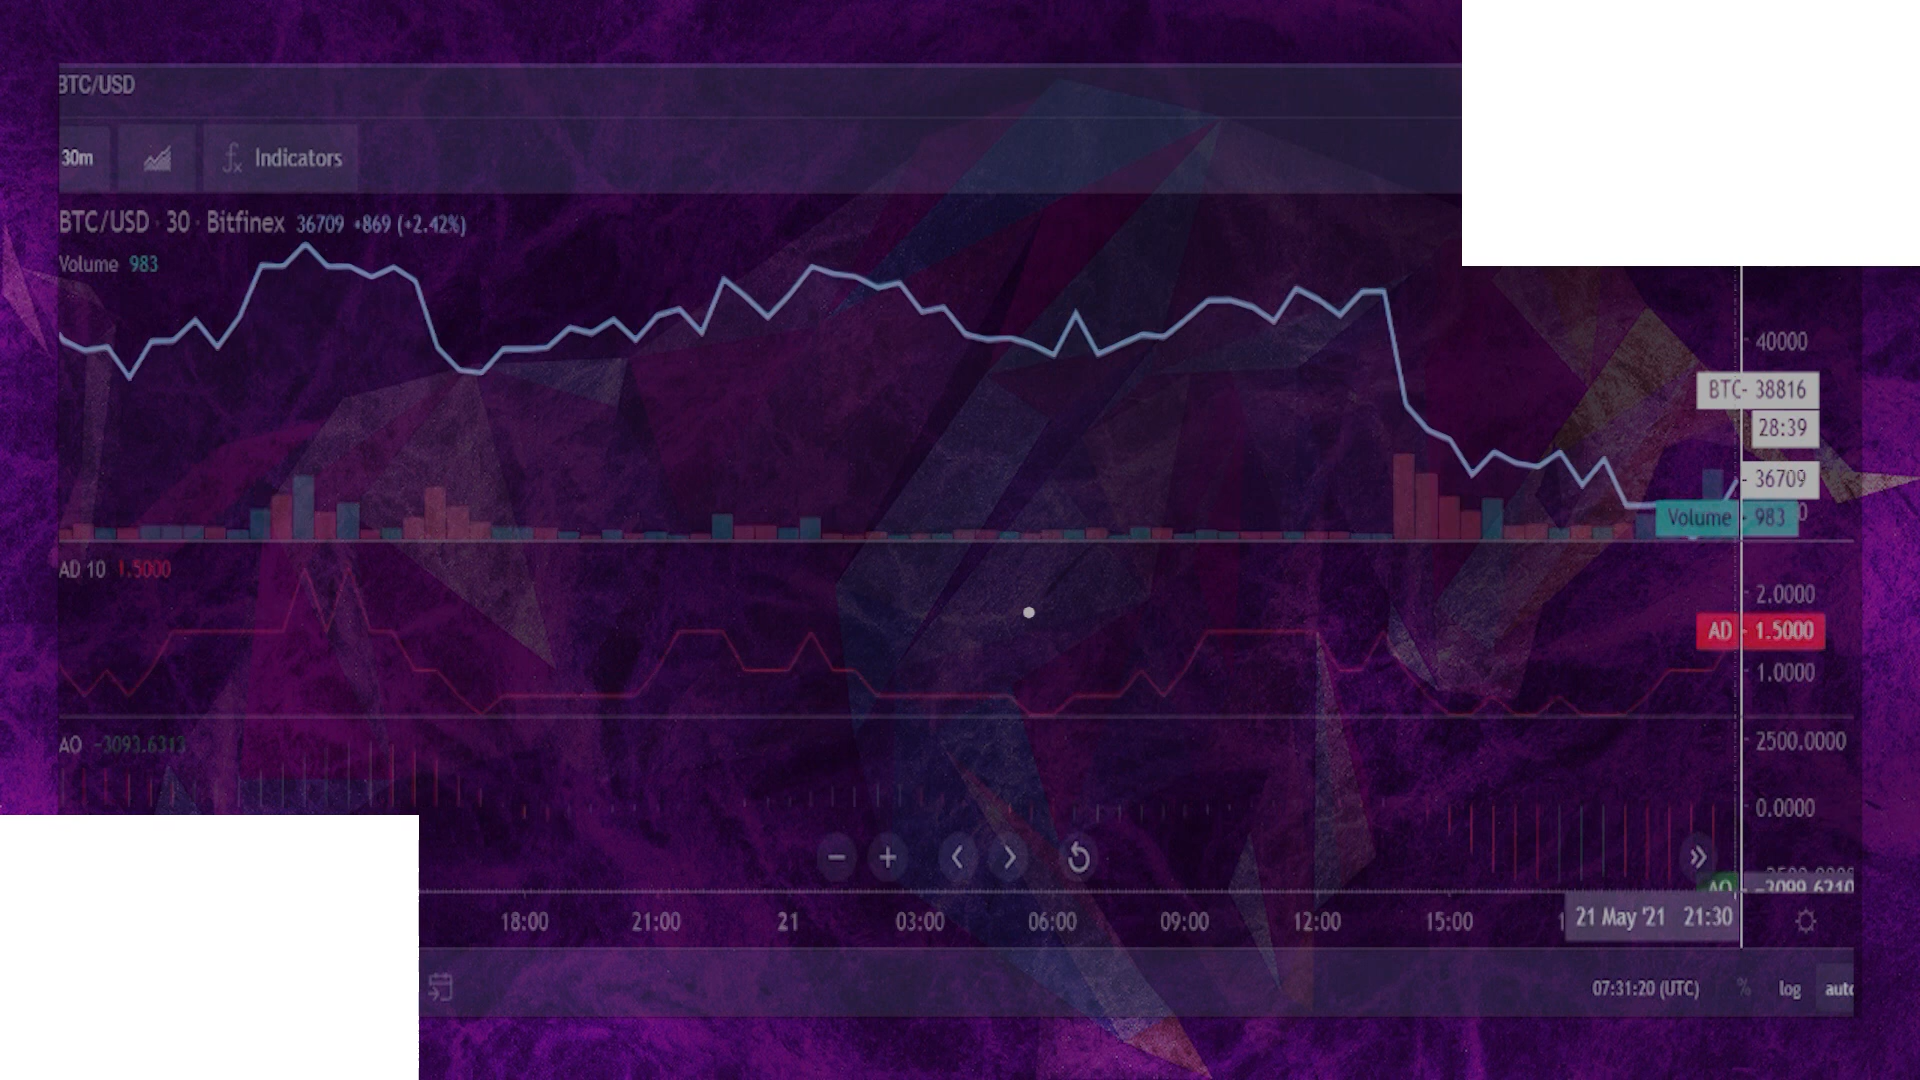 BTC/USD
30m
Indicators
BTC/USD · 30 · Bitfinex 36709 +869 (+2.42%)
Volume 983
40000
BTC- 38816
28:39
- 36709
Volume - 983
AD 10 1.5000
2.0000
AD - 1.5000
1.0000
AO −3093.6313
2500.0000
0.0000
AO
18:00 21:00 21 03:00 06:00 09:00 12:00 15:00 21 May '21 21:30
07:31:20 (UTC) % log auto